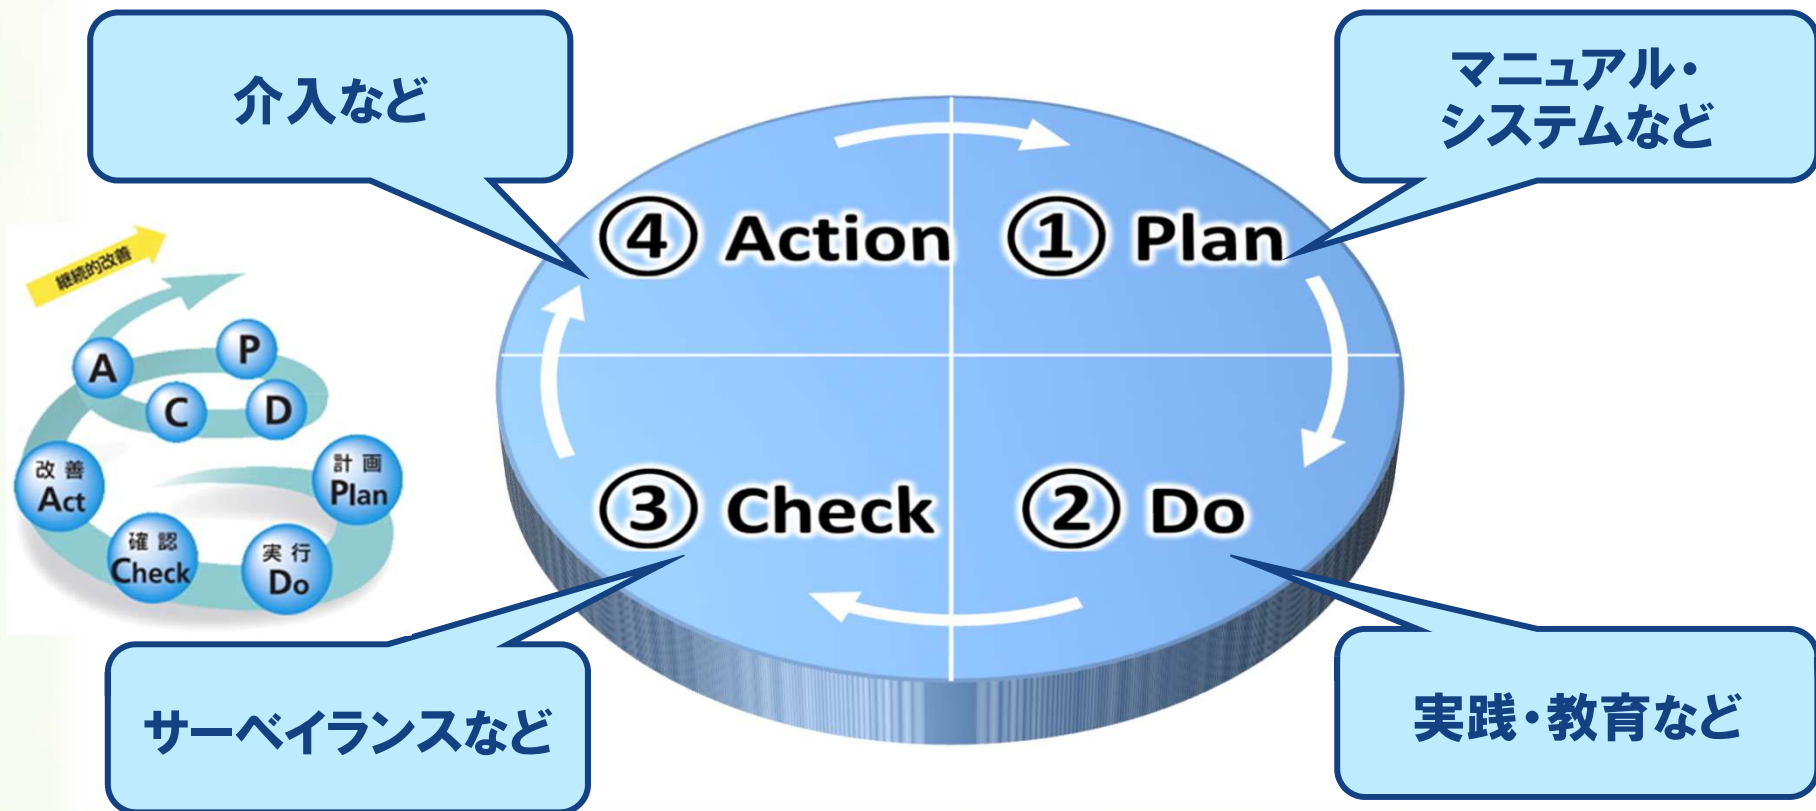 介入など
マニュアル・
システムなど
④ Action
① Plan
③ Check
② Do
サーベイランスなど
実践・教育など
継続的改善
A
P
C
D
改善
Act
計画
Plan
確認
Check
実行
Do